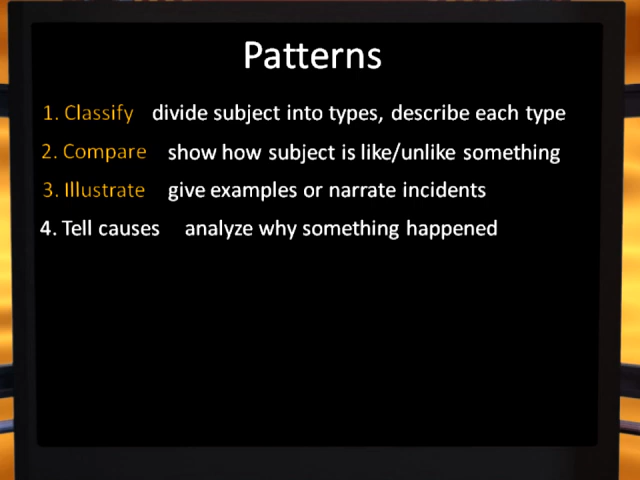 Patterns
1. Classify divide subject into types, describe each type
2. Compare show how subject is like/unlike something
3. Illustrate give examples or narrate incidents
4. Tell causes analyze why something happened